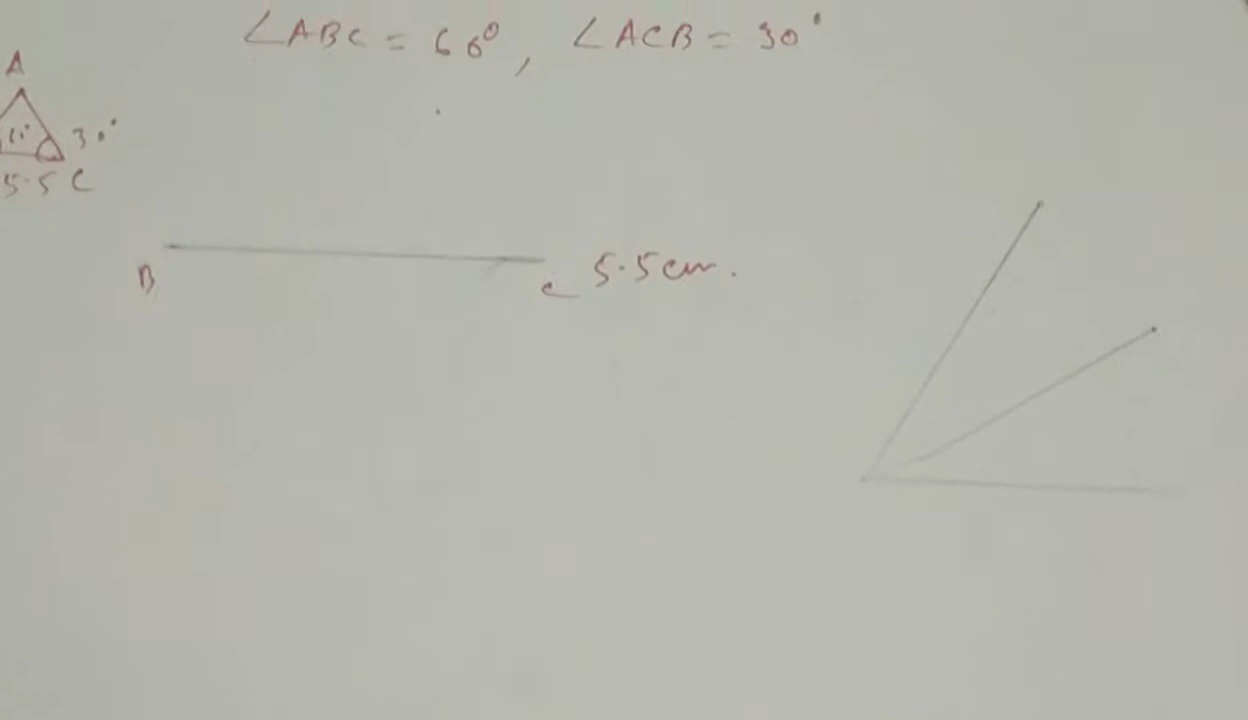 ∠ABC = 60°, ∠ACB = 30°
A
30°
5.5 C
B
C 5.5cm.